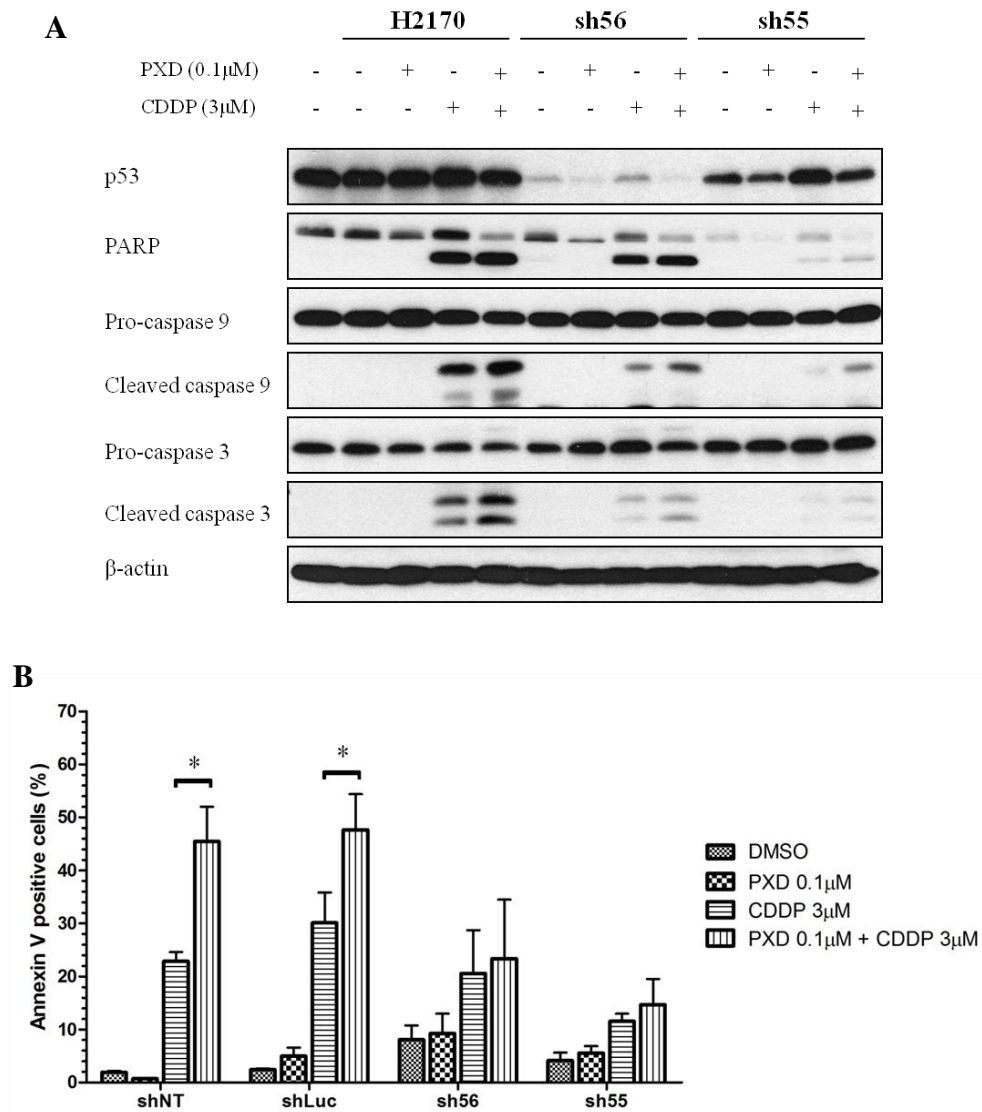 A
H2170 sh56 sh55
PXD (0.1μM) - - + - + - + - + - + - +
CDDP (3μM) - - - + + - - + + - - + +
p53
PARP
Pro-caspase 9
Cleaved caspase 9
Pro-caspase 3
Cleaved caspase 3
β-actin
B
70
60
50
40
30
20
10
0
Annexin V positive cells (%)
* *
shNT shLuc sh56 sh55
DMSO
PXD 0.1μM
CDDP 3μM
PXD 0.1μM + CDDP 3μM